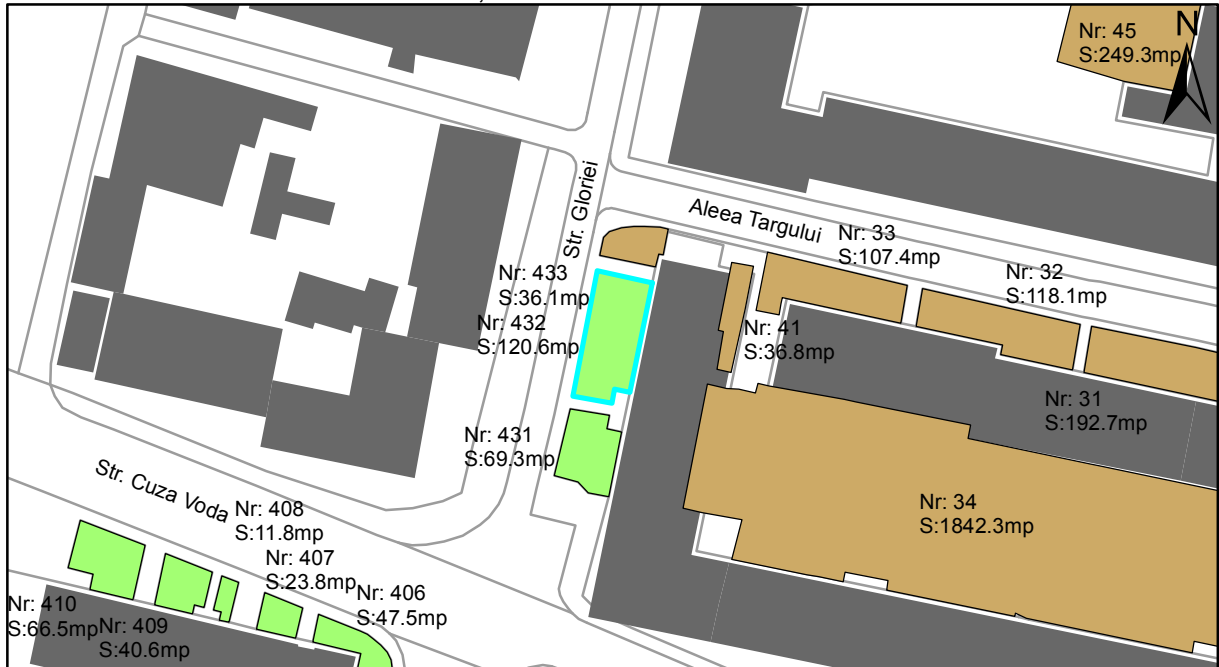 Nr: 45
S:249.3mp
N
Str. Gloriei
Aleea Targului
Nr: 33
S:107.4mp
Nr: 32
S:118.1mp
Nr: 433
S:36.1mp
Nr: 432
S:120.6mp
Nr: 41
S:36.8mp
Nr: 31
S:192.7mp
Nr: 431
S:69.3mp
Str. Cuza Voda
Nr: 34
S:1842.3mp
Nr: 408
S:11.8mp
Nr: 407
S:23.8mp
Nr: 406
S:47.5mp
Nr: 410
S:66.5mp
Nr: 409
S:40.6mp